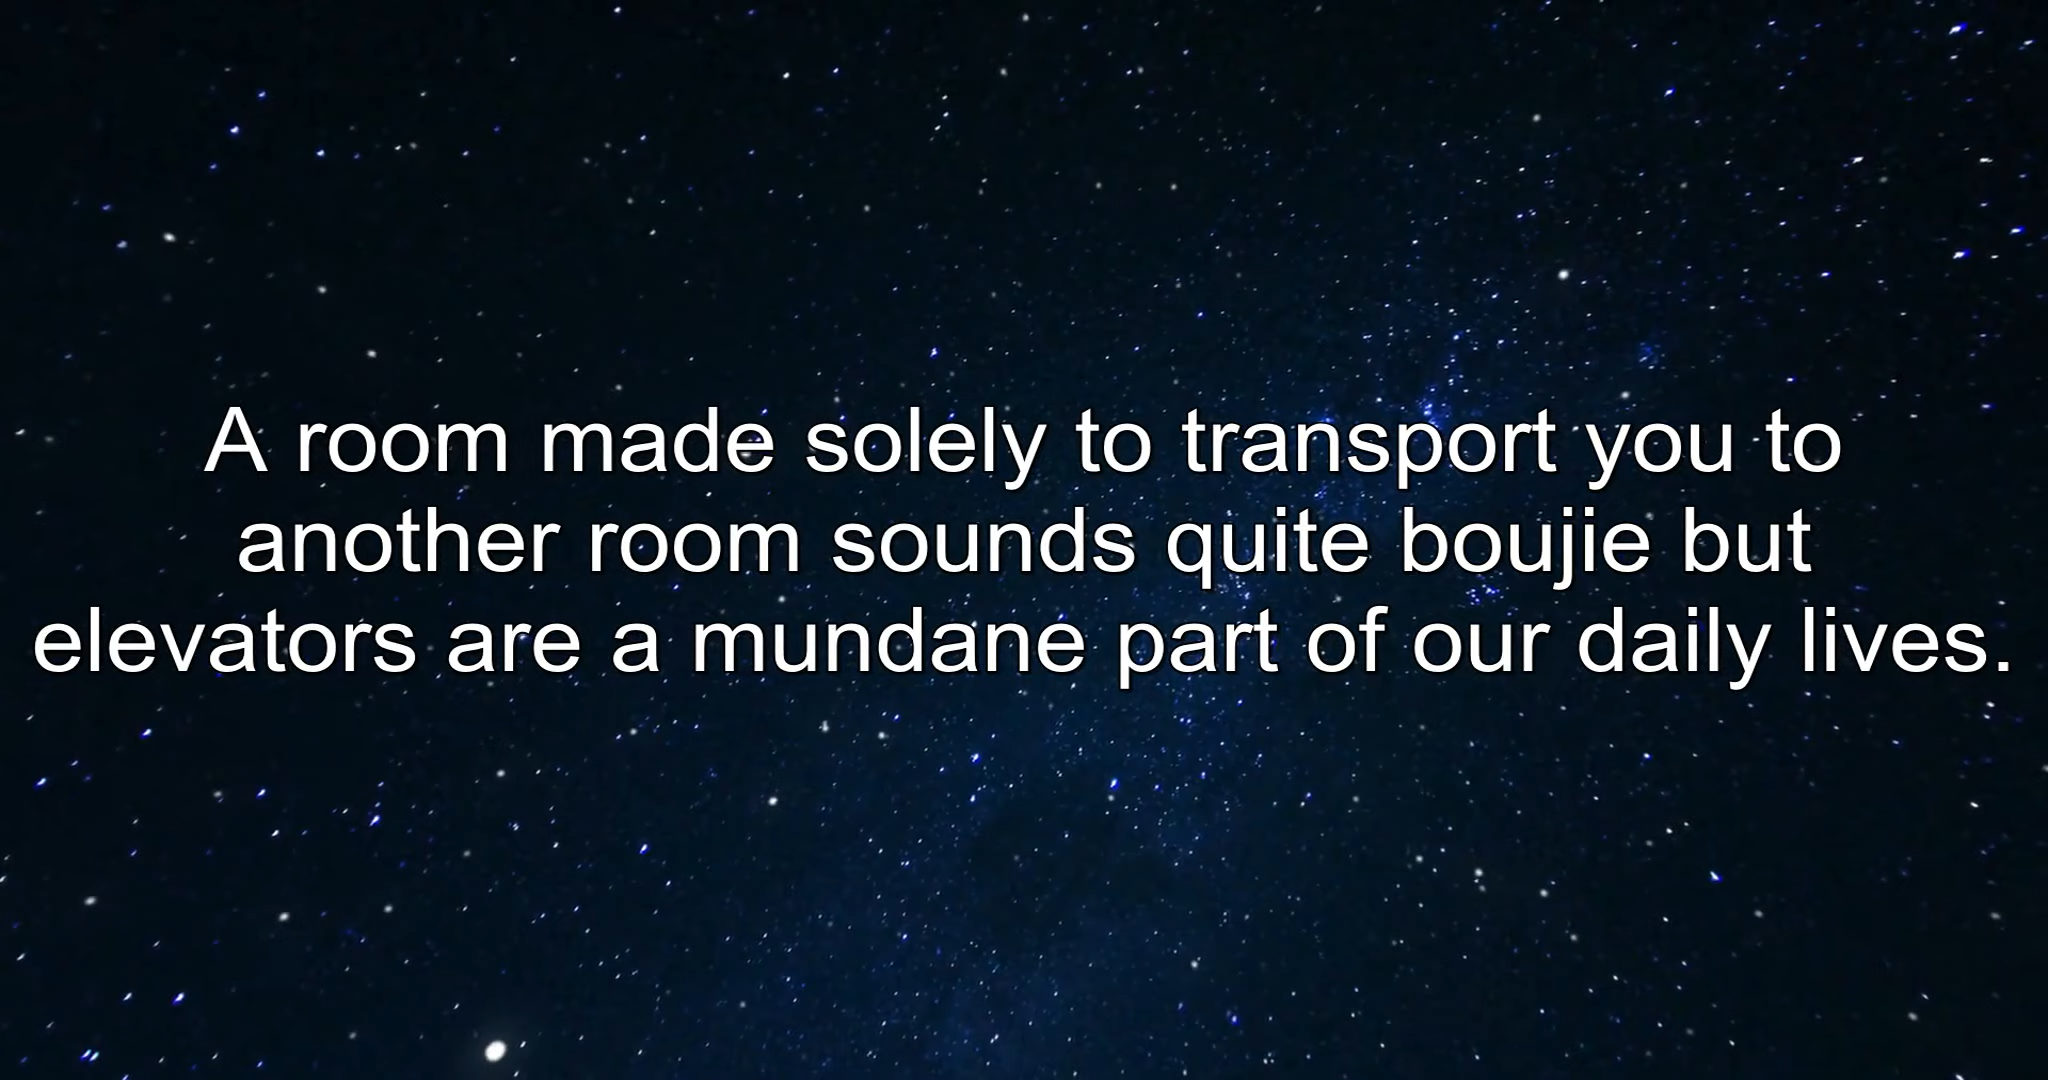 A room made solely to transport you to
another room sounds quite boujie but
elevators are a mundane part of our daily lives.